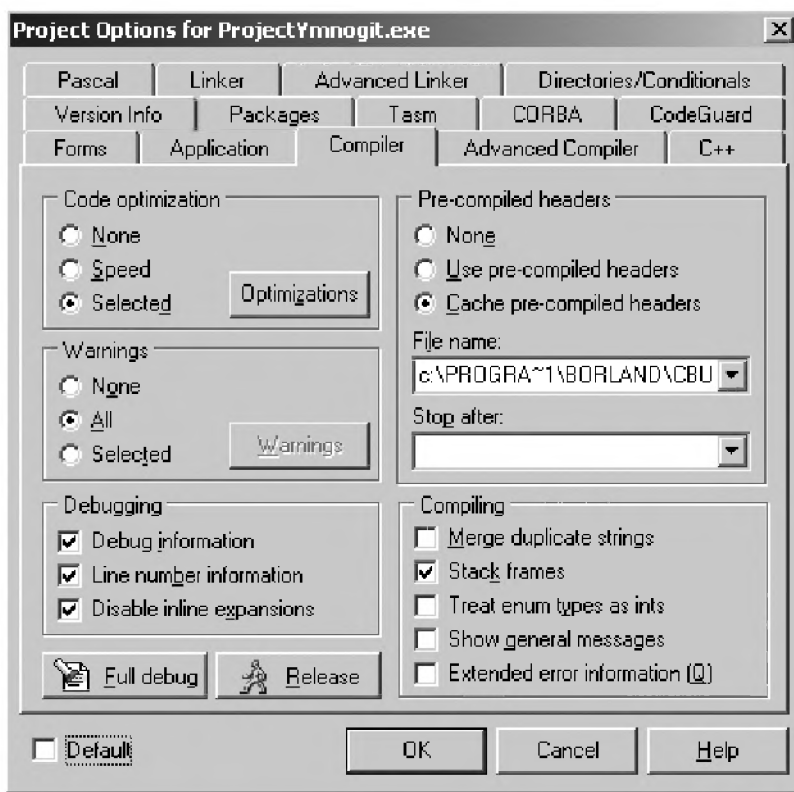 Project Options for ProjectYmnogit.exe
Pascal Linker Advanced Linker Directories/Conditionals
Version Info Packages Tasm CORBA CodeGuard
Forms Application Compiler Advanced Compiler C++
Code optimization
None
Speed
Selected
Optimizations
Warnings
None
All
Selected
Warnings
Debugging
Debug information
Line number information
Disable inline expansions
Full debug
Release
Pre-compiled headers
None
Use pre-compiled headers
Cache pre-compiled headers
File name:
c:\PROGRA~1\BORLAND\CBU
Stop after:
Compiling
Merge duplicate strings
Stack frames
Treat enum types as ints
Show general messages
Extended error information (Q)
Default
OK
Cancel
Help